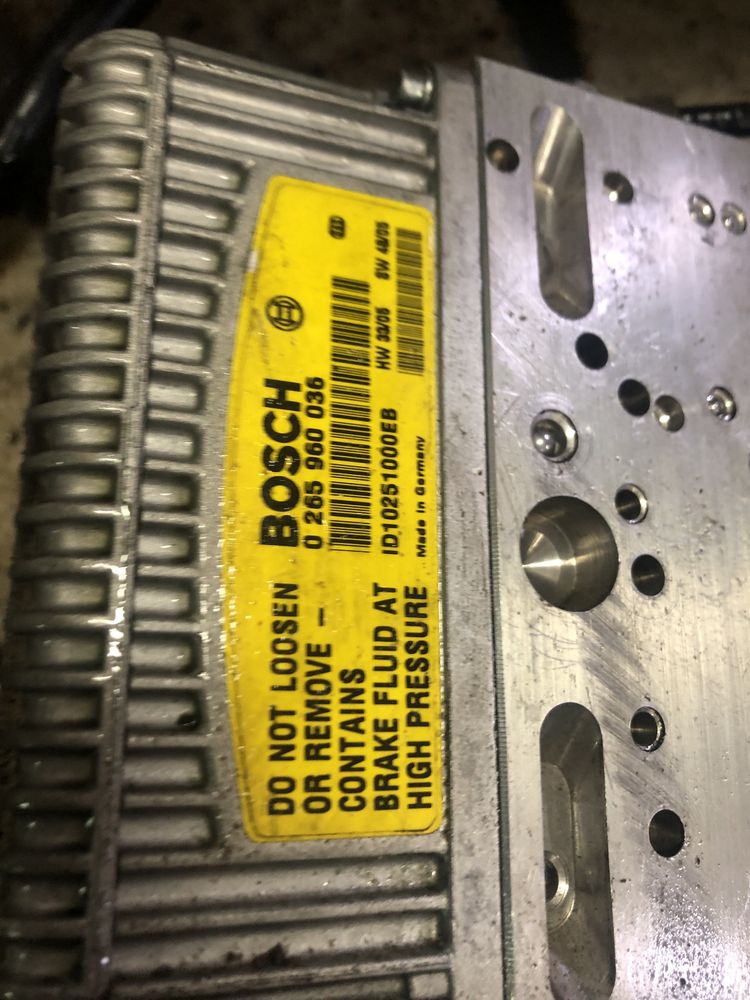 BOSCH
0 265 960 036
ID10251000EB
HW 33/05 SW 48/05
Made in Germany
DO NOT LOOSEN
OR REMOVE –
CONTAINS
BRAKE FLUID AT
HIGH PRESSURE